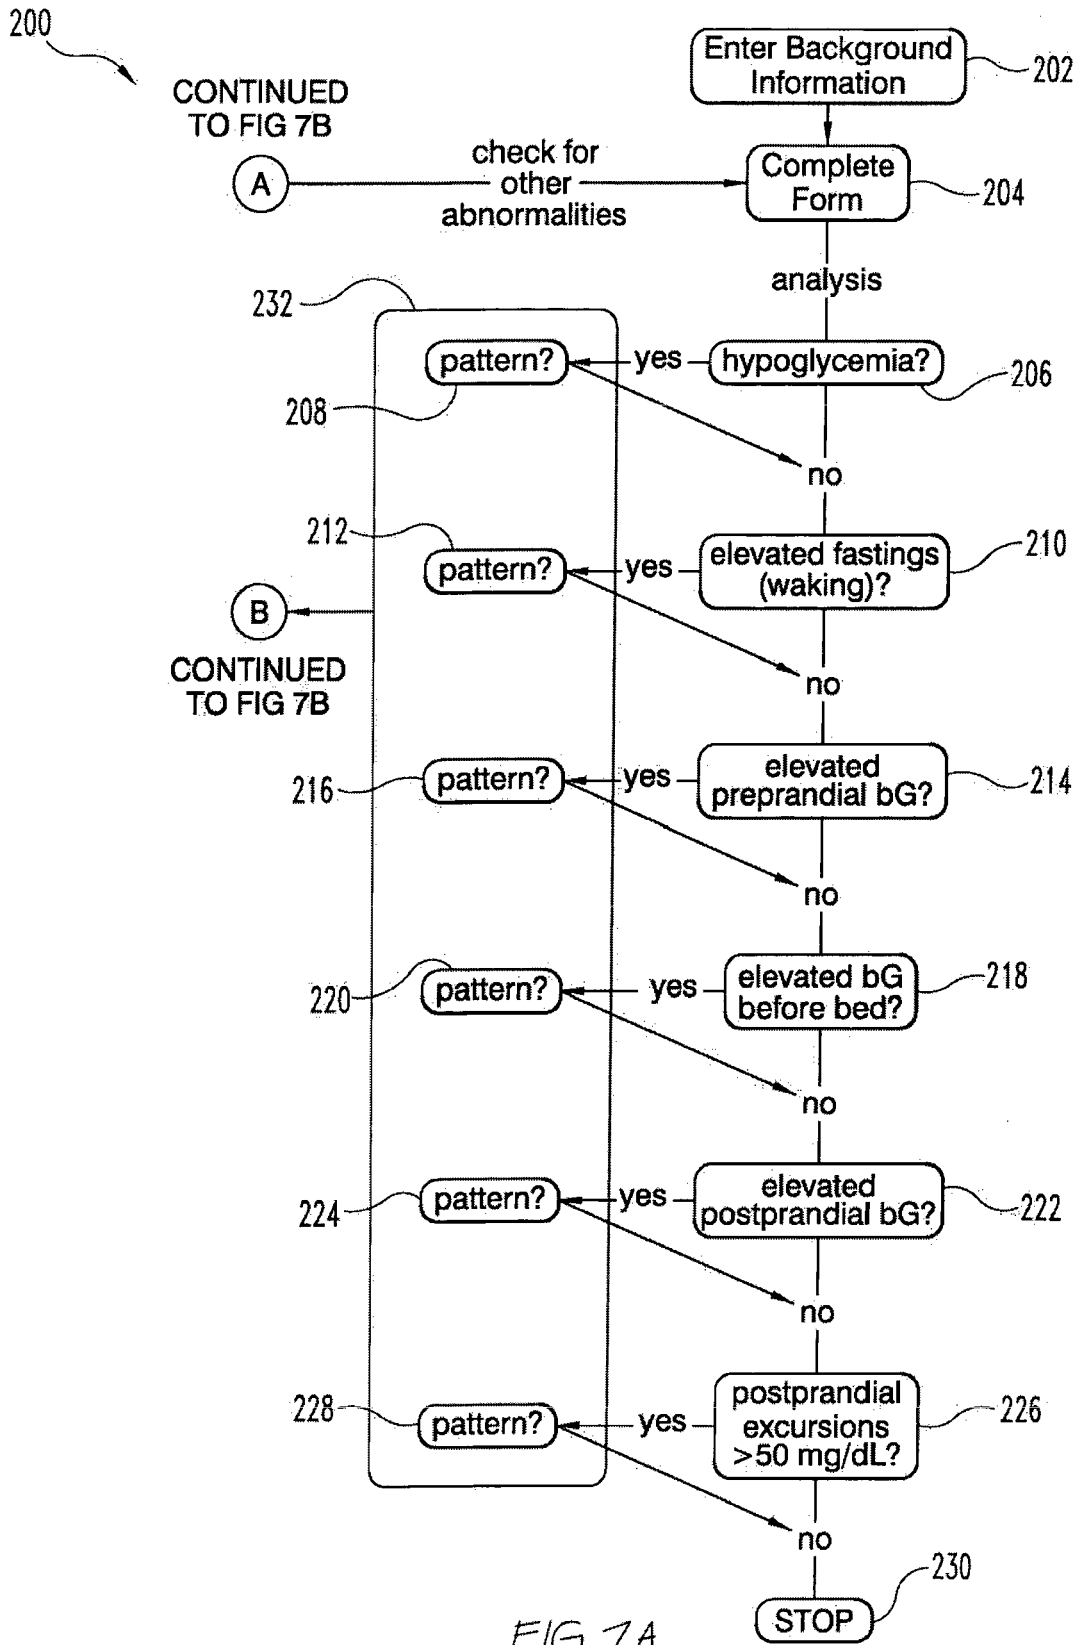 200
Enter Background
Information
202
CONTINUED
TO FIG 7B
A
check for
other
abnormalities
Complete
Form
204
analysis
232
pattern?
yes
hypoglycemia?
206
208
no
212
pattern?
yes
elevated fastings
(waking)?
210
B
CONTINUED
TO FIG 7B
no
216
pattern?
yes
elevated
preprandial bG?
214
no
220
pattern?
yes
elevated bG
before bed?
218
no
224
pattern?
yes
elevated
postprandial bG?
222
no
228
pattern?
yes
postprandial
excursions
>50 mg/dL?
226
no
230
STOP
FIG 7A